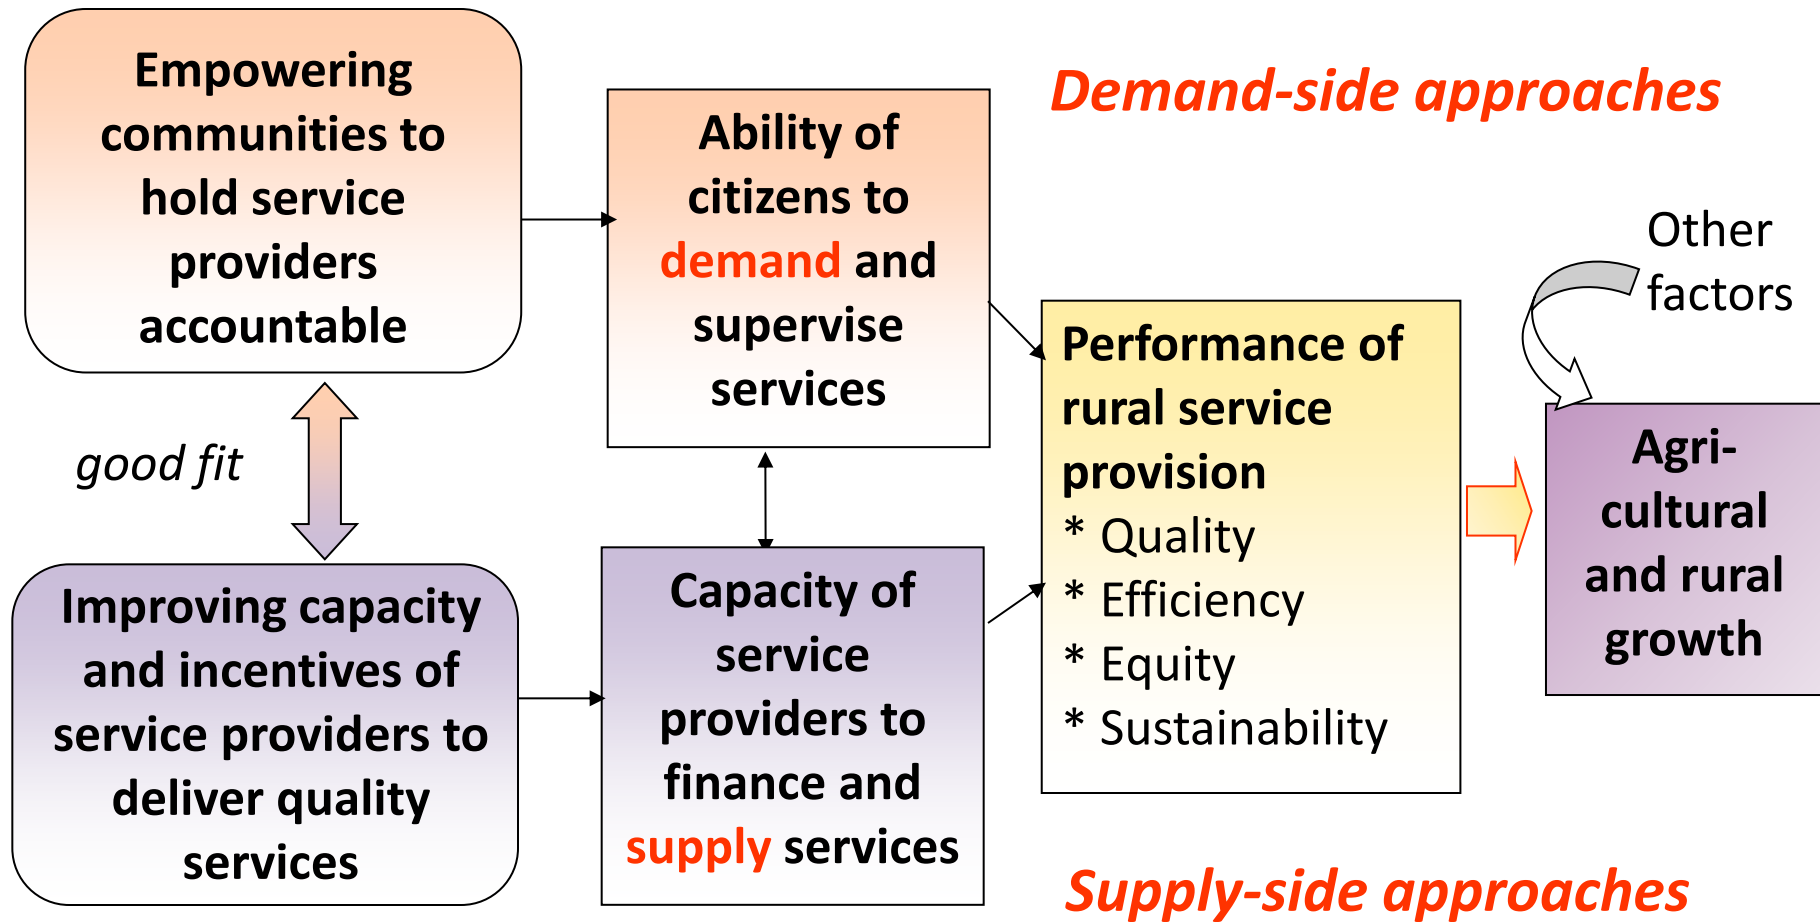 Empowering
communities to
hold service
providers
accountable
Ability of
citizens to
demand and
supervise
services
Demand-side approaches
Other
factors
good fit
Performance of
rural service
provision
* Quality
* Efficiency
* Equity
* Sustainability
Agri-
cultural
and rural
growth
Improving capacity
and incentives of
service providers to
deliver quality
services
Capacity of
service
providers to
finance and
supply services
Supply-side approaches